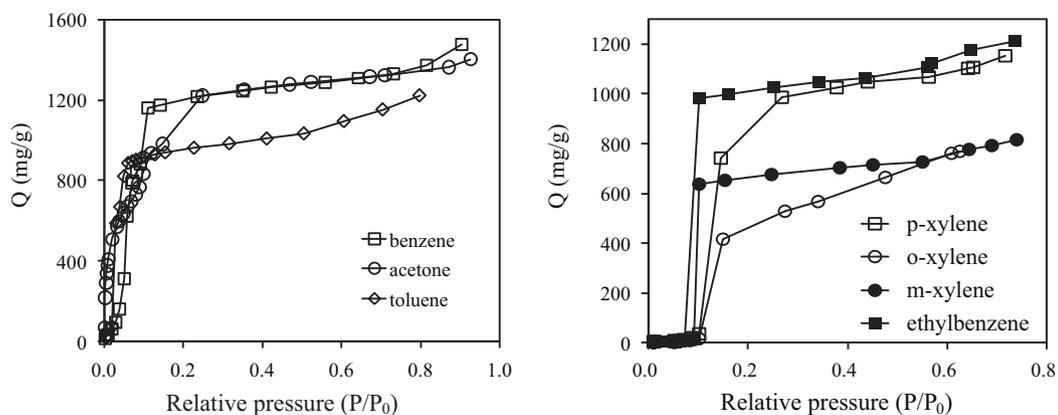 1600
1200
800
400
0
Q (mg/g)
0.0 0.2 0.4 0.6 0.8 1.0
Relative pressure (P/P₀)
benzene
acetone
toluene
1200
1000
800
600
400
200
0
Q (mg/g)
0.0 0.2 0.4 0.6 0.8
Relative pressure (P/P₀)
p-xylene
o-xylene
m-xylene
ethylbenzene